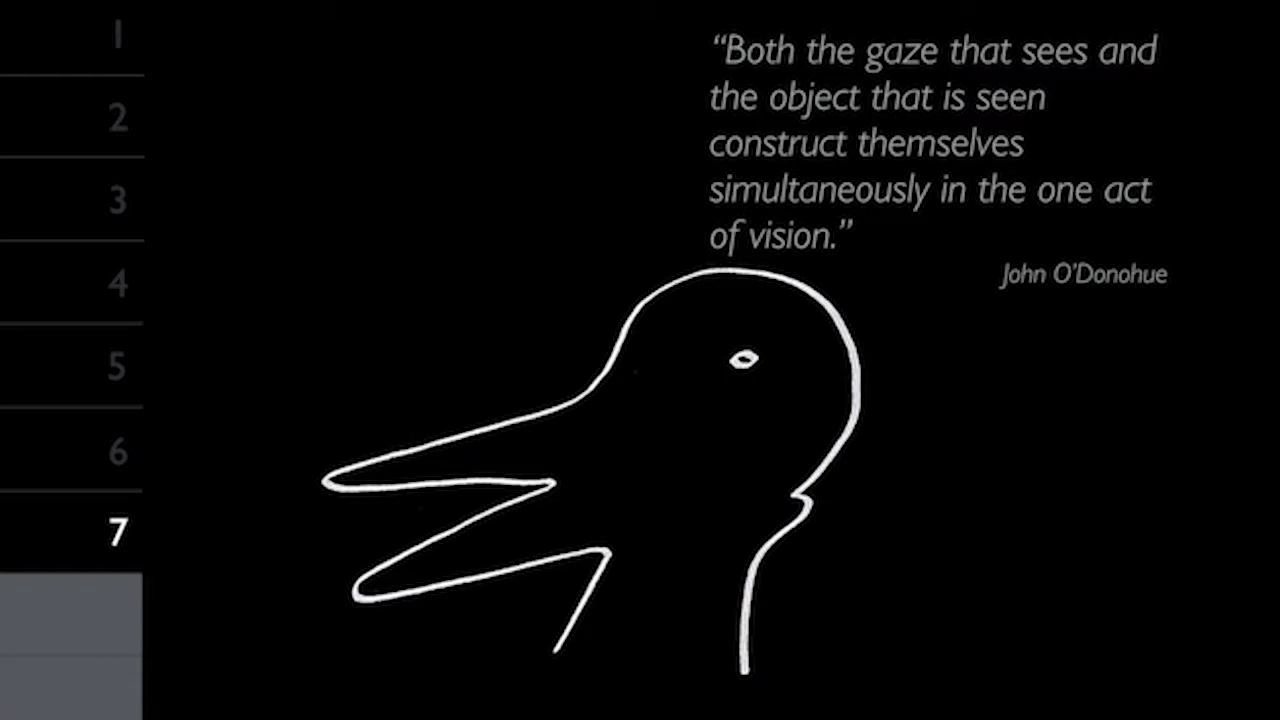 1
2
3
4
5
6
7
“Both the gaze that sees and
the object that is seen
construct themselves
simultaneously in the one act
of vision.”
John O’Donohue